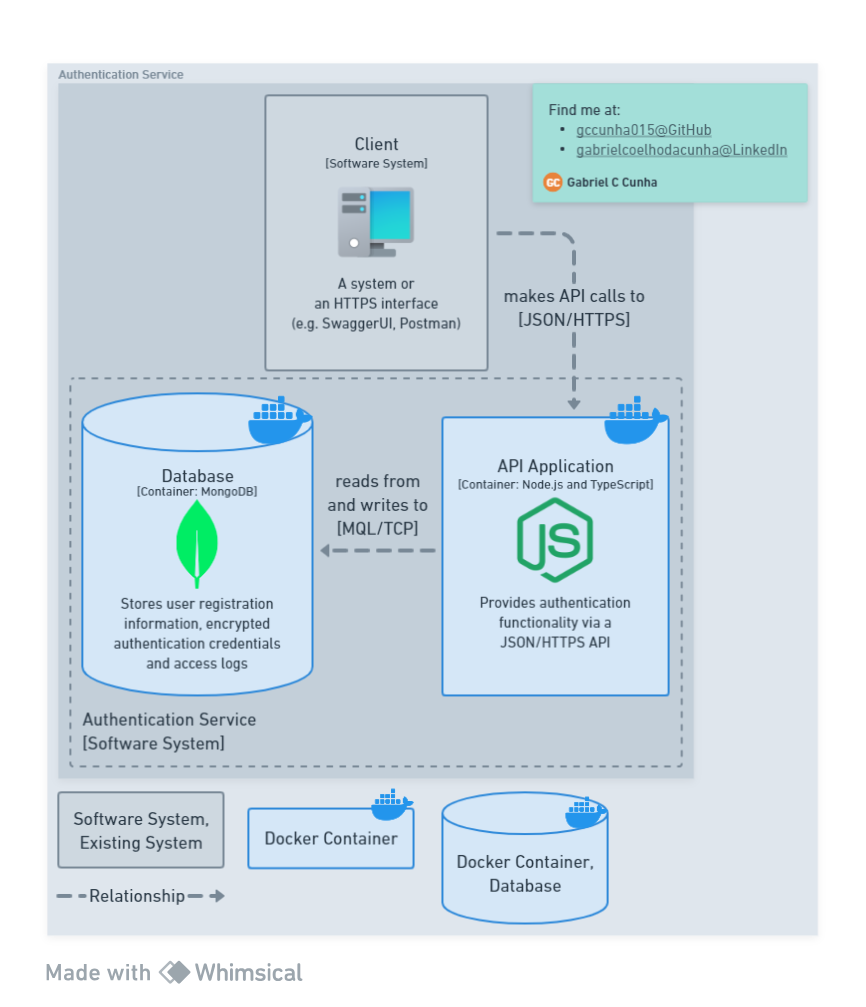 Authentication Service
Find me at:
• gccunha015@GitHub
• gabrielcoelhodacunha@LinkedIn
GC Gabriel C Cunha
Client
[Software System]
A system or
an HTTPS interface
(e.g. SwaggerUI, Postman)
makes API calls to
[JSON/HTTPS]
Database
[Container: MongoDB]
Stores user registration
information, encrypted
authentication credentials
and access logs
reads from
and writes to
[MQL/TCP]
API Application
[Container: Node.js and TypeScript]
JS
Provides authentication
functionality via a
JSON/HTTPS API
Authentication Service
[Software System]
Software System,
Existing System
Docker Container
Docker Container,
Database
Relationship
Made with Whimsical